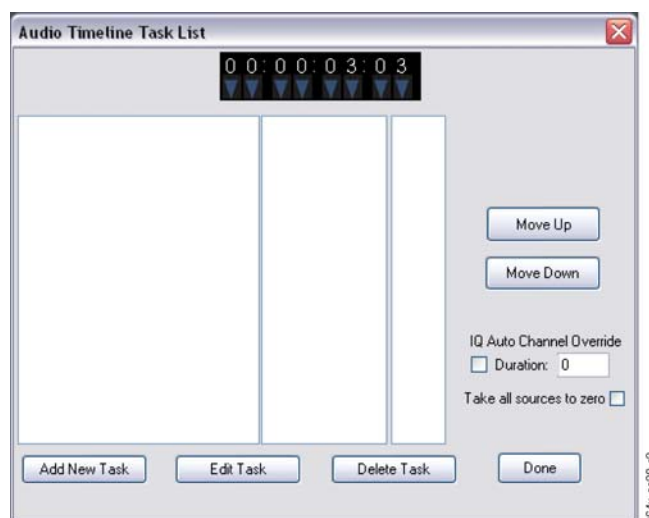 Audio Timeline Task List
00:00:03:03
Move Up
Move Down
IQ Auto Channel Override
Duration: 0
Take all sources to zero
Add New Task Edit Task Delete Task Done